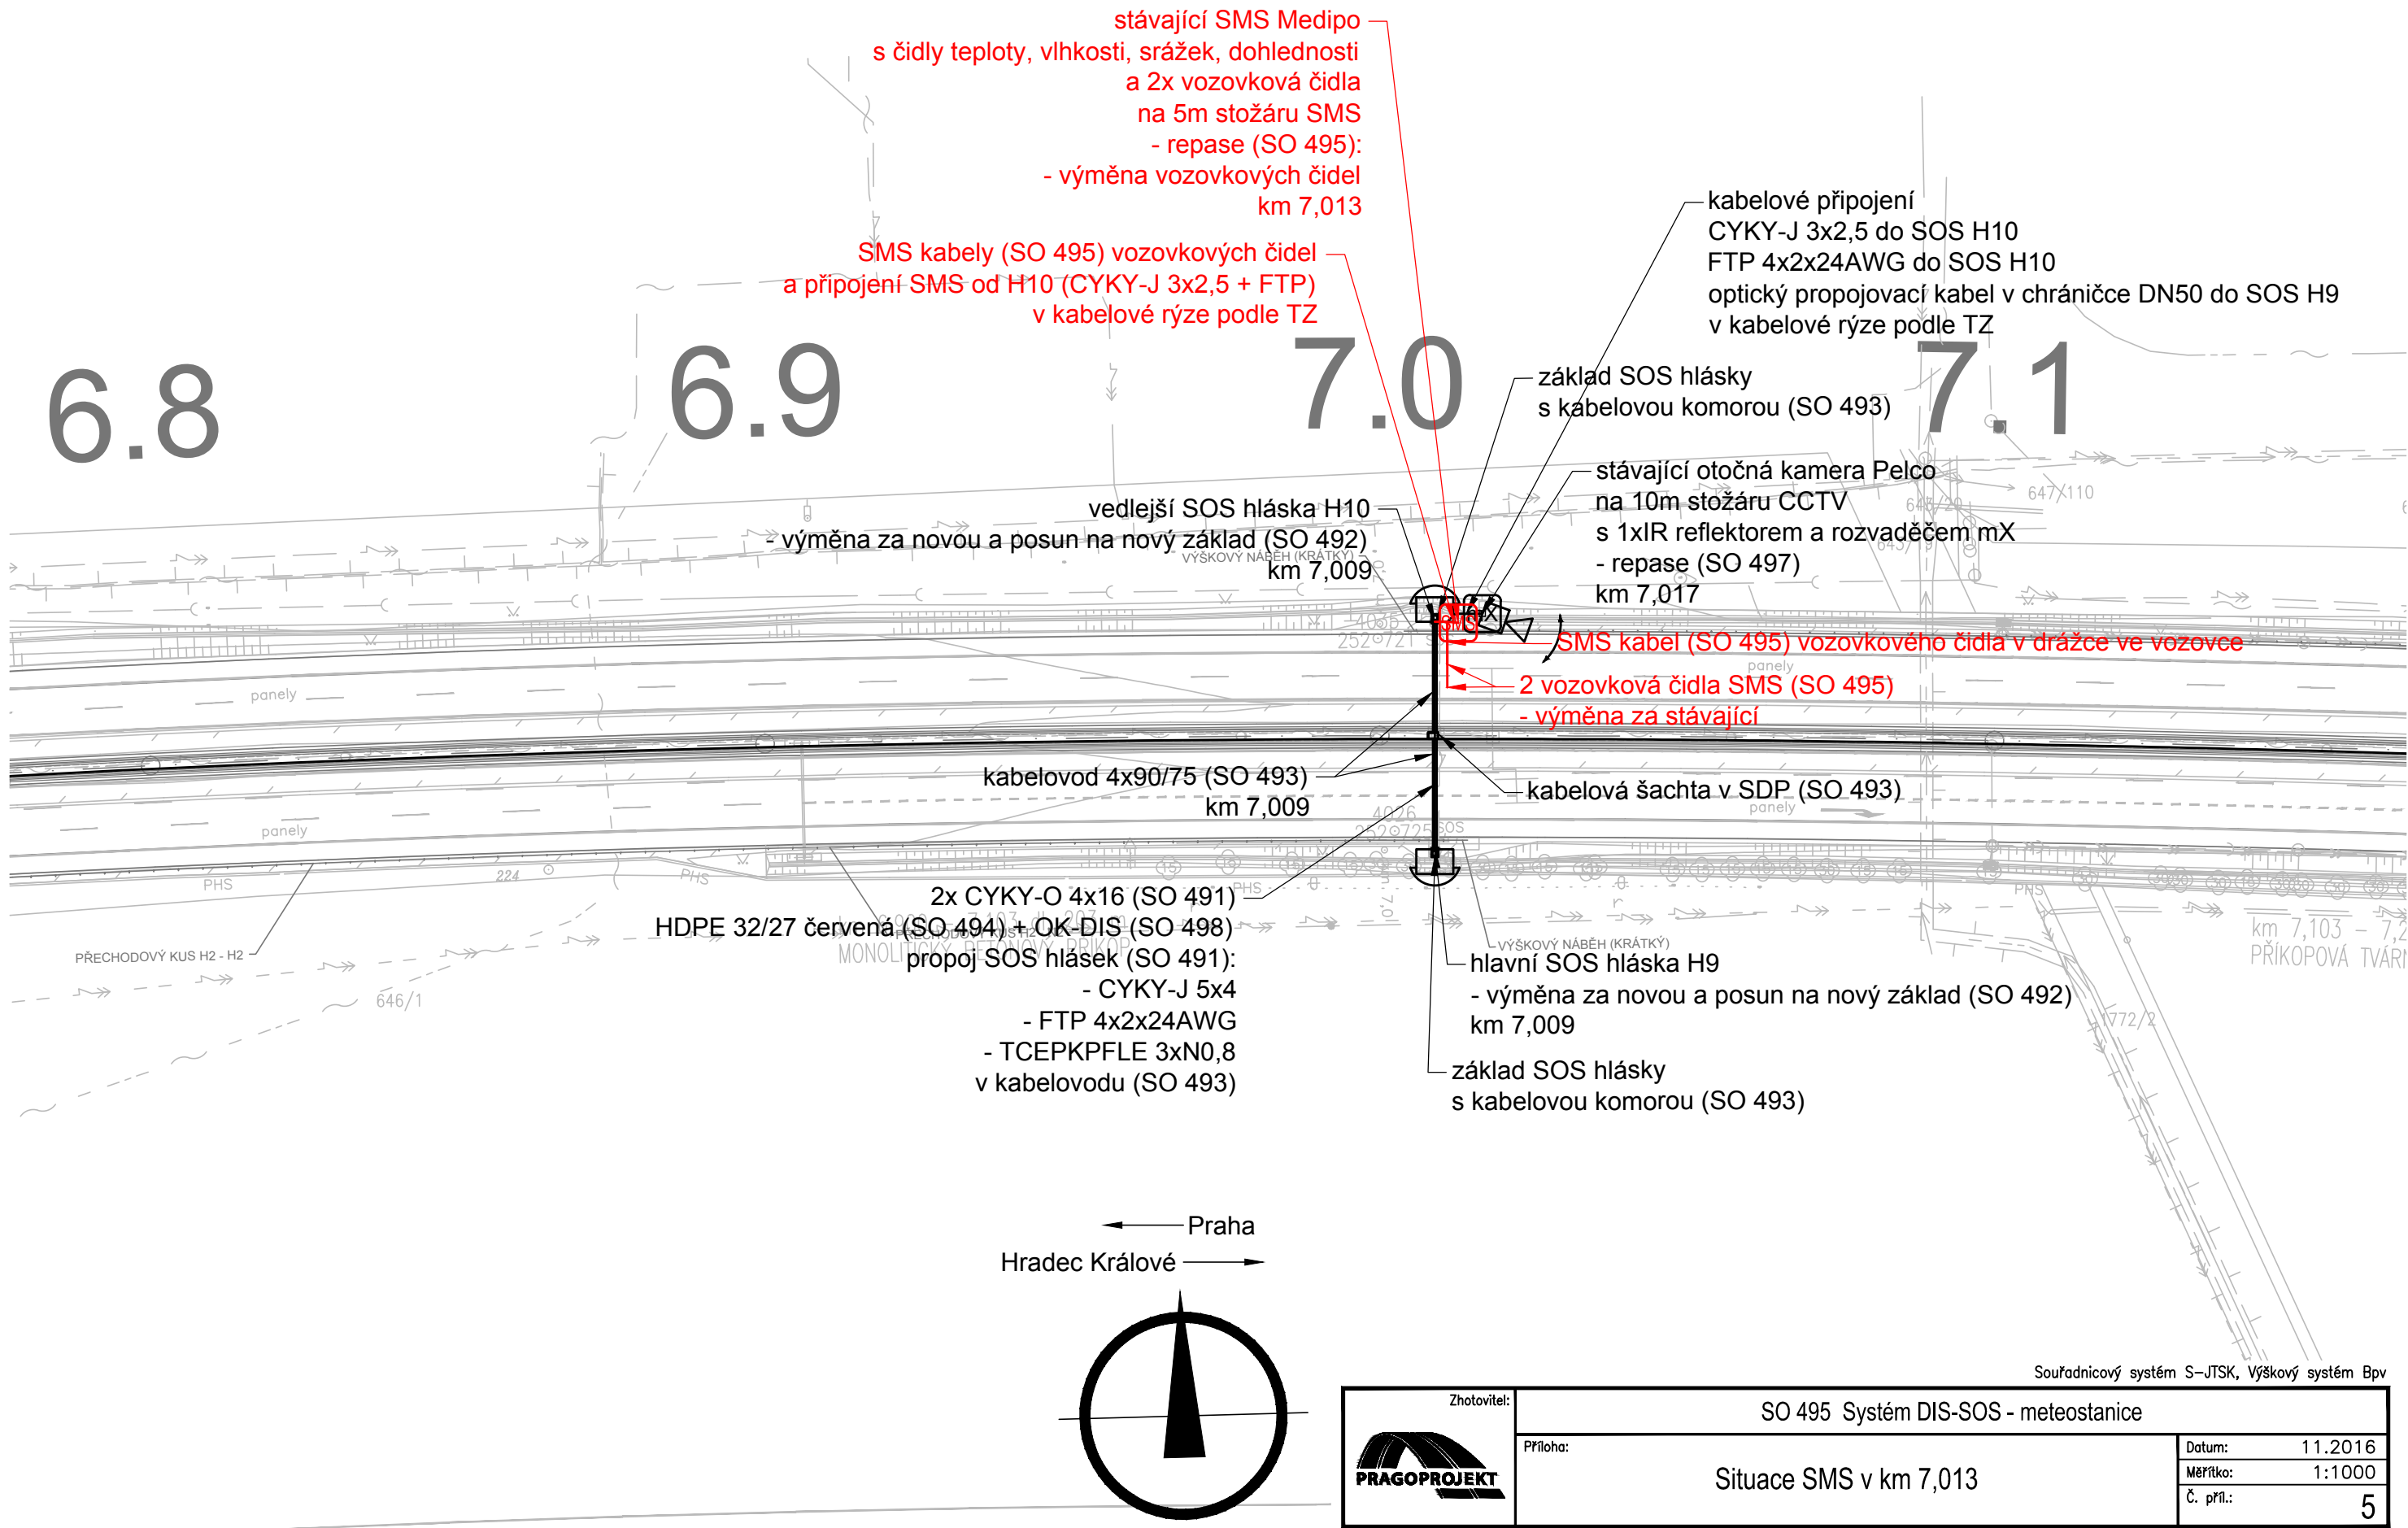 stávající SMS Medipo
s čidly teploty, vlhkosti, srážek, dohlednosti
a 2x vozovková čidla
na 5m stožáru SMS
- repase (SO 495):
- výměna vozovkových čidel
km 7,013
SMS kabely (SO 495) vozovkových čidel
a připojení SMS od H10 (CYKY-J 3x2,5 + FTP)
v kabelové rýze podle TZ
kabelové připojení
CYKY-J 3x2,5 do SOS H10
FTP 4x2x24AWG do SOS H10
optický propojovací kabel v chráničce DN50 do SOS H9
v kabelové rýze podle TZ
6.8
6.9
7.0
7.1
základ SOS hlásky
s kabelovou komorou (SO 493)
stávající otočná kamera Pelco
na 10m stožáru CCTV
s 1xIR reflektorem a rozvaděčem mX
- repase (SO 497)
km 7,017
647/110
vedlejší SOS hláska H10
- výměna za novou a posun na nový základ (SO 492)
VÝŠKOVÝ NÁBĚH (KRÁTKÝ)
km 7,009
SMS
SMS kabel (SO 495) vozovkového čidla v drážce ve vozovce
panely
panely
2 vozovková čidla SMS (SO 495)
- výměna za stávající
kabelovod 4x90/75 (SO 493)
km 7,009
kabelová šachta v SDP (SO 493)
panely
panely
4026
SOS
PHS
224
PHS
PHS
PHS
2x CYKY-O 4x16 (SO 491)
HDPE 32/27 červená (SO 494) + OK-DIS (SO 498)
MONOLITICKÝ BETONOVÝ PŘÍKOP
propoj SOS hlásek (SO 491):
- CYKY-J 5x4
- FTP 4x2x24AWG
- TCEPKPFLE 3xN0,8
v kabelovodu (SO 493)
PŘECHODOVÝ KUS H2 - H2
646/1
VÝŠKOVÝ NÁBĚH (KRÁTKÝ)
hlavní SOS hláska H9
- výměna za novou a posun na nový základ (SO 492)
km 7,009
základ SOS hlásky
s kabelovou komorou (SO 493)
km 7,103 – 7,2
PŘÍKOPOVÁ TVÁRN
1772/2
Praha
Hradec Králové
Souřadnicový systém S-JTSK, Výškový systém Bpv
Zhotovitel:
PRAGOPROJEKT
SO 495 Systém DIS-SOS - meteostanice
Příloha:
Situace SMS v km 7,013
Datum: 11.2016
Měřítko: 1:1000
Č. příl.: 5